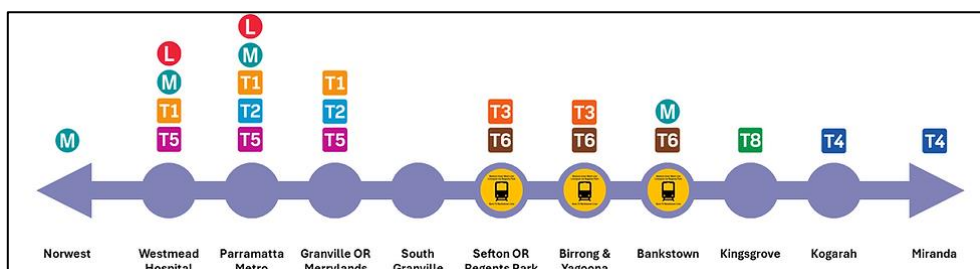 L
L M
M T1 T1 T3 T3 M
T1 T2 T2 T6 T6 T6 T8 T4 T4
M T5 T5 T5
Norwest Westmead Parramatta Granville OR South Sefton OR Birrong & Bankstown Kingsgrove Kogarah Miranda
Hospital Metro Merrylands Granville Regents Park Yagoona